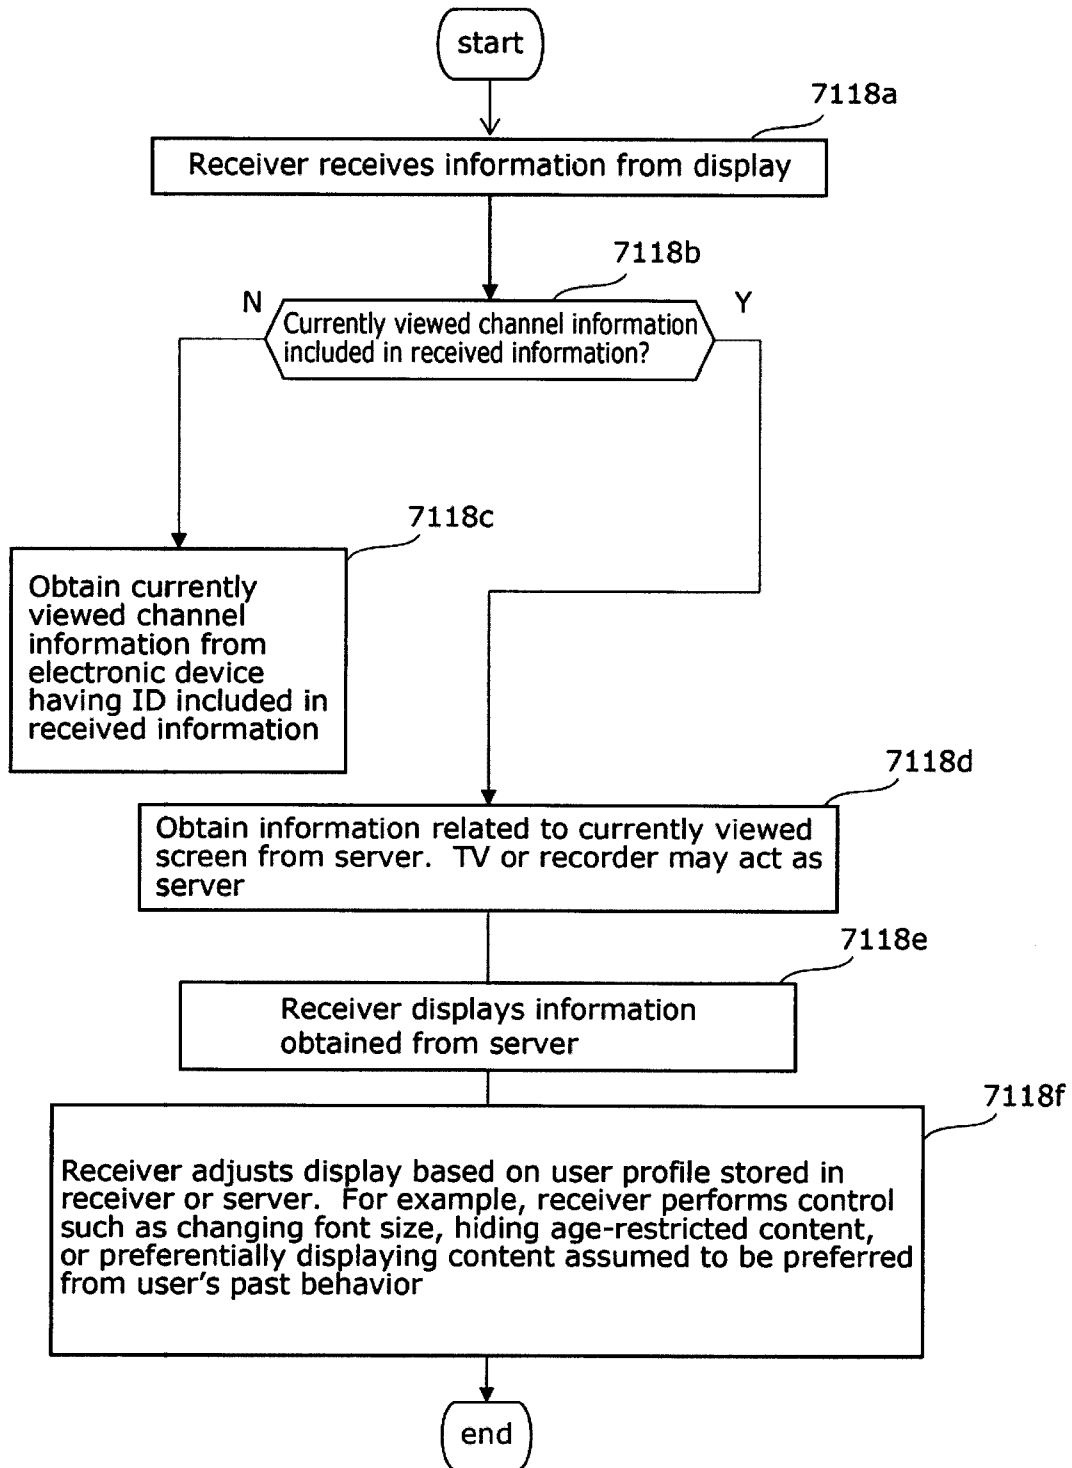 start
7118a
Receiver receives information from display
7118b
N
Y
Currently viewed channel information
included in received information?
7118c
Obtain currently
viewed channel
information from
electronic device
having ID included in
received information
7118d
Obtain information related to currently viewed
screen from server. TV or recorder may act as
server
7118e
Receiver displays information
obtained from server
7118f
Receiver adjusts display based on user profile stored in
receiver or server. For example, receiver performs control
such as changing font size, hiding age-restricted content,
or preferentially displaying content assumed to be preferred
from user's past behavior
end